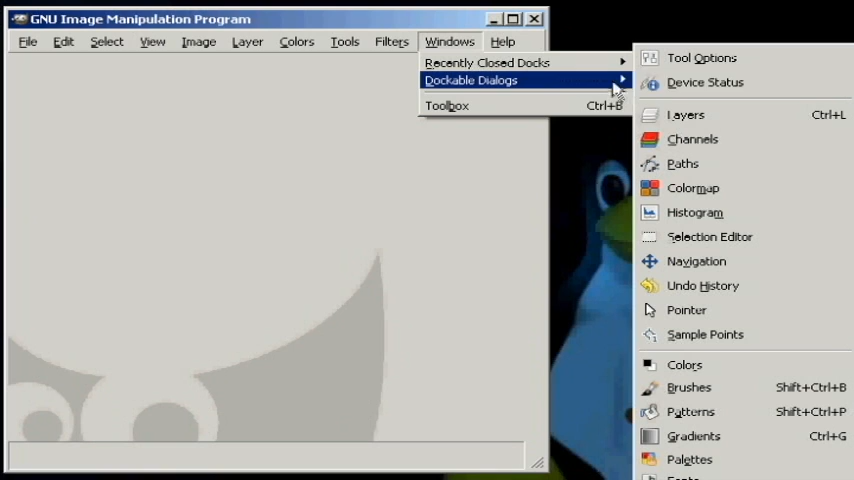 GNU Image Manipulation Program
File Edit Select View Image Layer Colors Tools Filters Windows Help
Recently Closed Docks
Dockable Dialogs
Toolbox Ctrl+B
Tool Options
Device Status
Layers Ctrl+L
Channels
Paths
Colormap
Histogram
Selection Editor
Navigation
Undo History
Pointer
Sample Points
Colors
Brushes Shift+Ctrl+B
Patterns Shift+Ctrl+P
Gradients Ctrl+G
Palettes